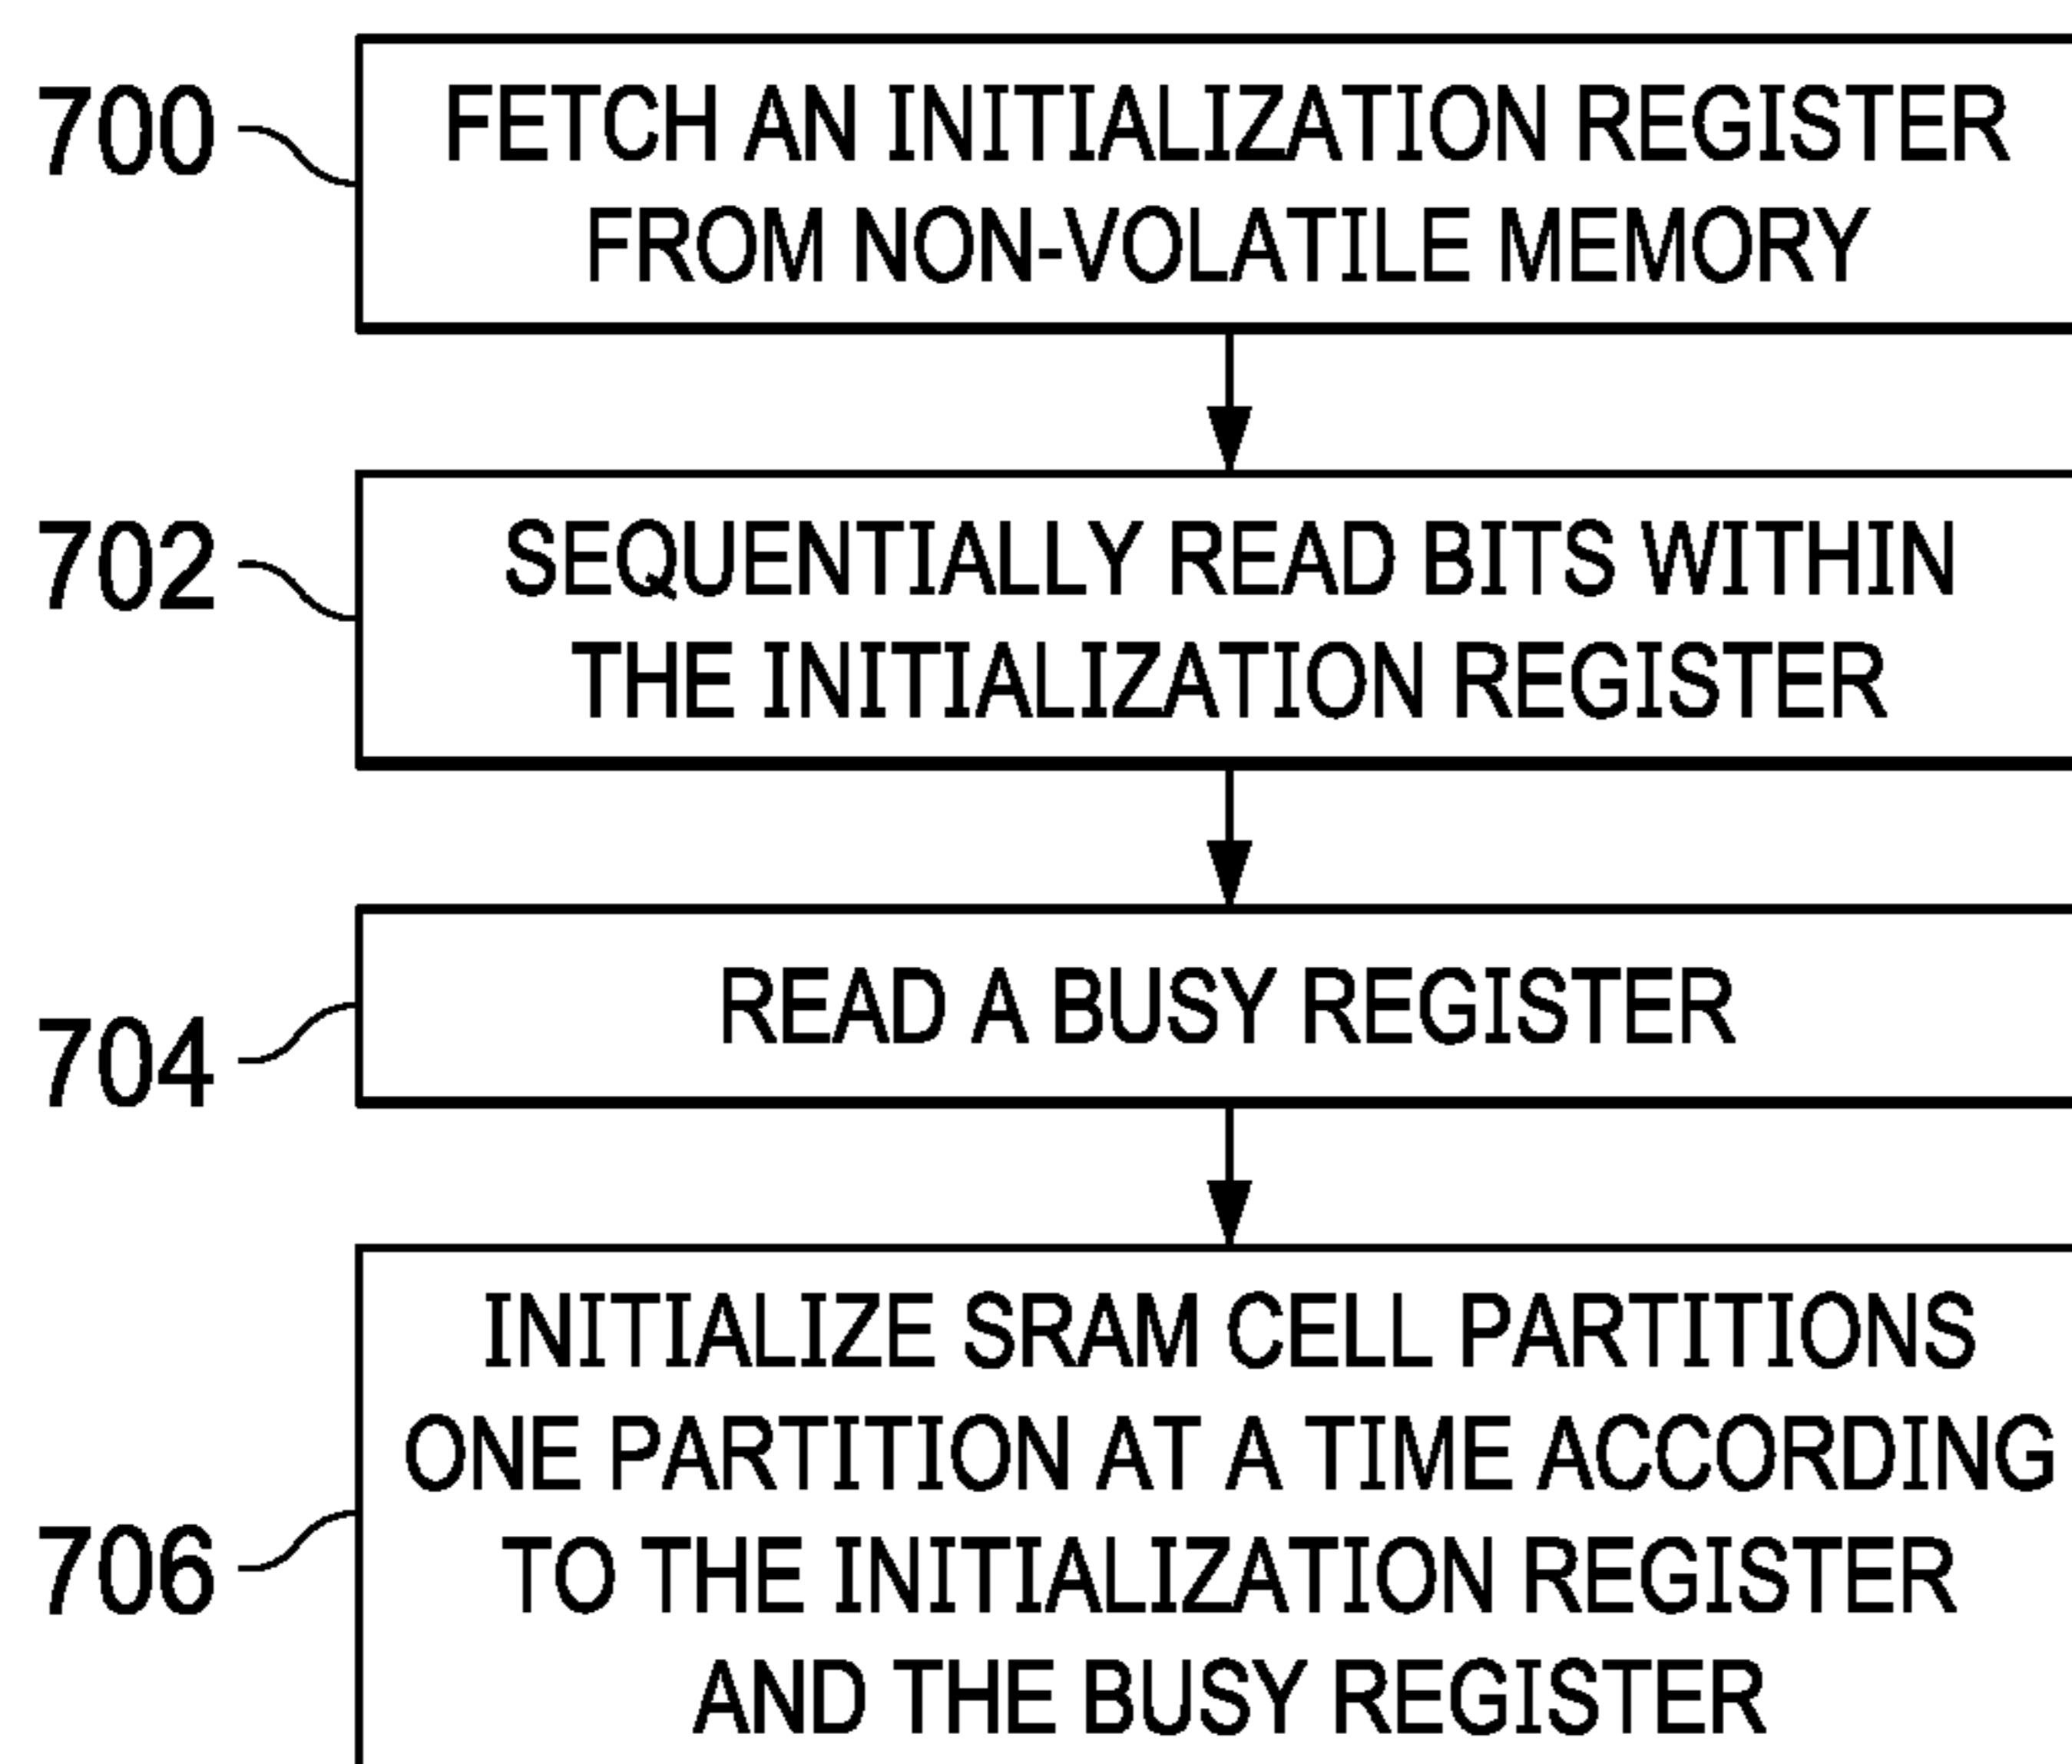 700
FETCH AN INITIALIZATION REGISTER
FROM NON-VOLATILE MEMORY
702
SEQUENTIALLY READ BITS WITHIN
THE INITIALIZATION REGISTER
704
READ A BUSY REGISTER
706
INITIALIZE SRAM CELL PARTITIONS
ONE PARTITION AT A TIME ACCORDING
TO THE INITIALIZATION REGISTER
AND THE BUSY REGISTER